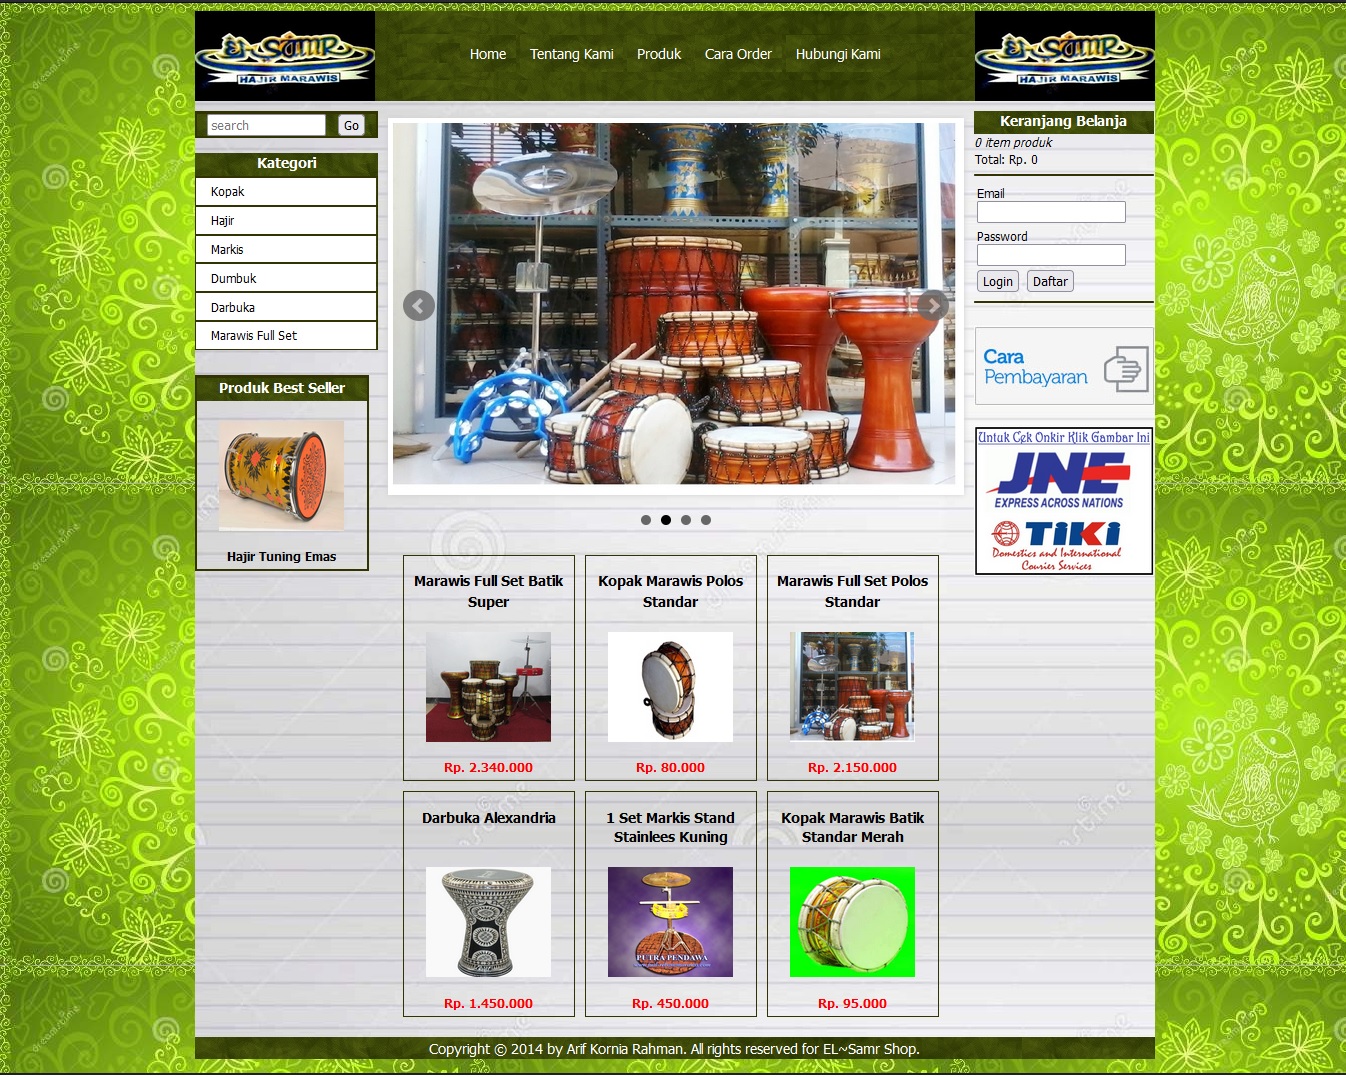 EL-SAMR
HAJIR MARAWIS
Home
Tentang Kami
Produk
Cara Order
Hubungi Kami
EL-SAMR
HAJIR MARAWIS
search
Go
Kategori
Kopak
Hajir
Markis
Dumbuk
Darbuka
Marawis Full Set
Produk Best Seller
Hajir Tuning Emas
Marawis Full Set Batik
Super
Rp. 2.340.000
Kopak Marawis Polos
Standar
Rp. 80.000
Marawis Full Set Polos
Standar
Rp. 2.150.000
Darbuka Alexandria
Rp. 1.450.000
1 Set Markis Stand
Stainlees Kuning
PUTRA PENDAWA
Rp. 450.000
Kopak Marawis Batik
Standar Merah
Rp. 95.000
Keranjang Belanja
0 item produk
Total: Rp. 0
Email
Password
Login
Daftar
Cara
Pembayaran
Untuk Cek Onkir Klik Gambar Ini
JNE
EXPRESS ACROSS NATIONS
TIKI
Domestics and International
Courier Services
Copyright © 2014 by Arif Kornia Rahman. All rights reserved for EL~Samr Shop.